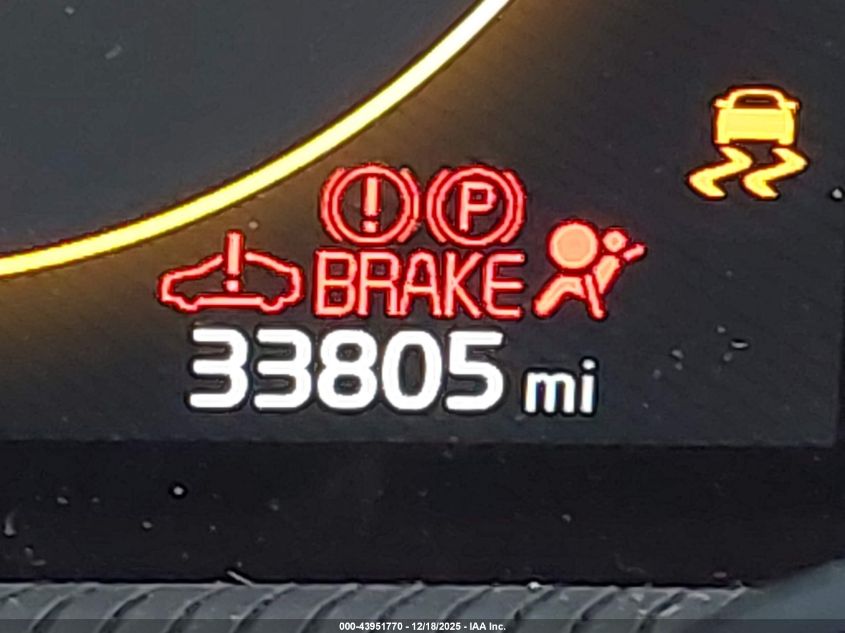 P
BRAKE
33805 mi
000-43951770 - 12/18/2025 - IAA Inc.